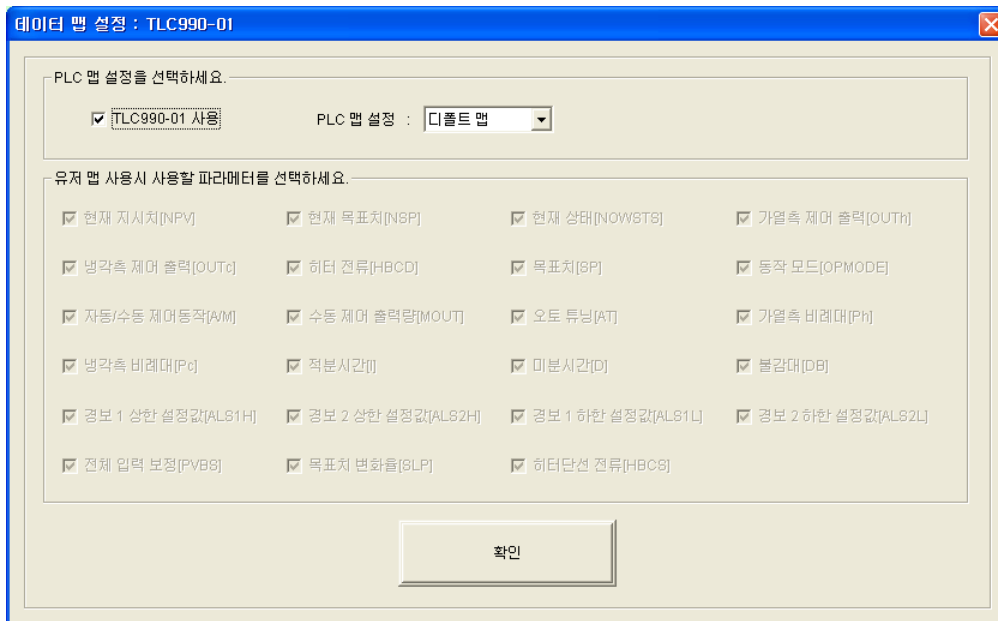 데이터 맵 설정 : TLC990-01
PLC 맵 설정을 선택하세요.
TLC990-01 사용 PLC 맵 설정 : 디폴트 맵
유저 맵 사용시 사용할 파라메터를 선택하세요.
현재 지시치[NPV] 현재 목표치[NSP] 현재 상태[NOWSTS] 가열측 제어 출력[OUTh]
냉각측 제어 출력[OUTc] 히터 전류[HBCD] 목표치[SP] 동작 모드[OPMODE]
자동/수동 제어동작[A/M] 수동 제어 출력량[MOUT] 오토 튜닝[AT] 가열측 비례대[Ph]
냉각측 비례대[Pc] 적분시간[I] 미분시간[D] 불감대[DB]
경보 1 상한 설정값[ALS1H] 경보 2 상한 설정값[ALS2H] 경보 1 하한 설정값[ALS1L] 경보 2 하한 설정값[ALS2L]
전체 입력 보정[PVBS] 목표치 변화율[SLP] 히터단선 전류[HBCS]
확인